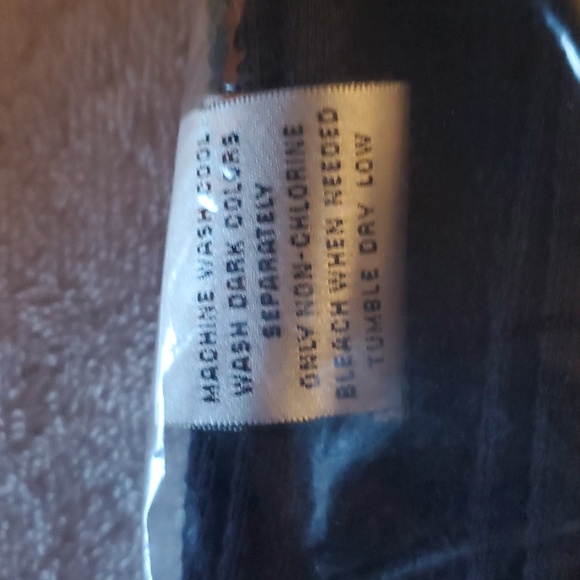 MACHINE WASH COOL
WASH DARK COLORS
SEPARATELY
ONLY NON-CHLORINE
BLEACH WHEN NEEDED
TUMBLE DRY LOW